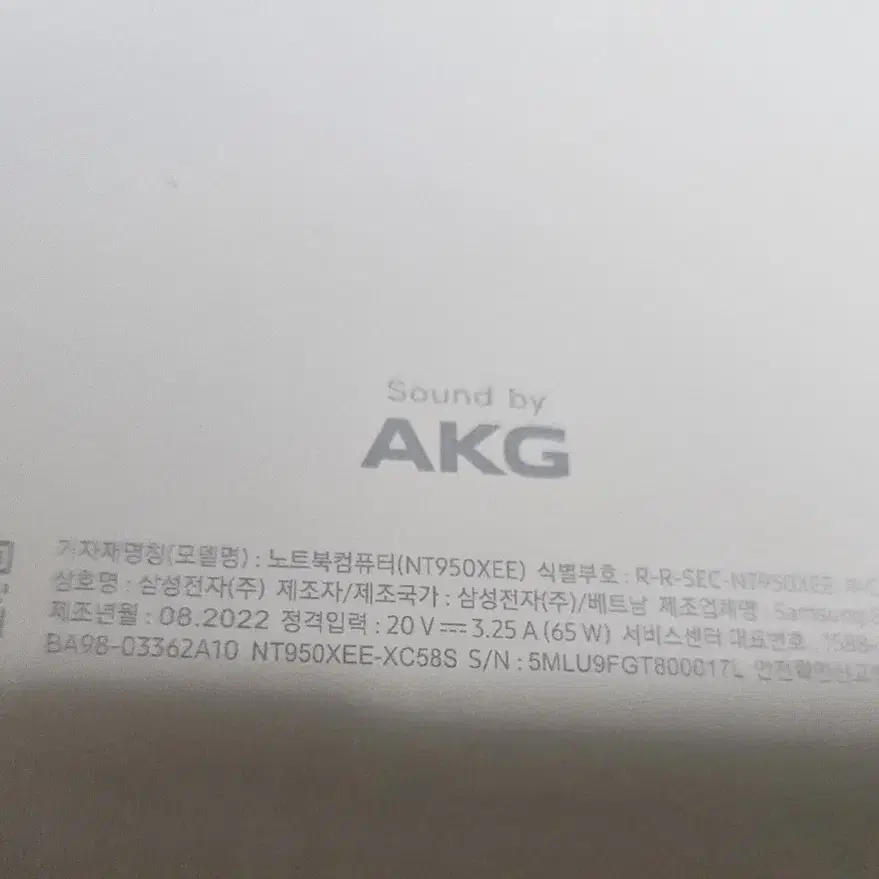 Sound by
AKG
기자재명칭(모델명) : 노트북컴퓨터(NT950XEE) 식별부호 : R-R-SEC-NT950XEE
상호명 : 삼성전자(주) 제조자/제조국가 : 삼성전자(주)/베트남 제조업체명 : Samsung
제조년월 : 08.2022 정격입력 : 20 V⎓3.25 A (65 W) 서비스센터 대표번호 : 1588-
BA98-03362A10 NT950XEE-XC58S S/N : 5MLU9FGT800017L